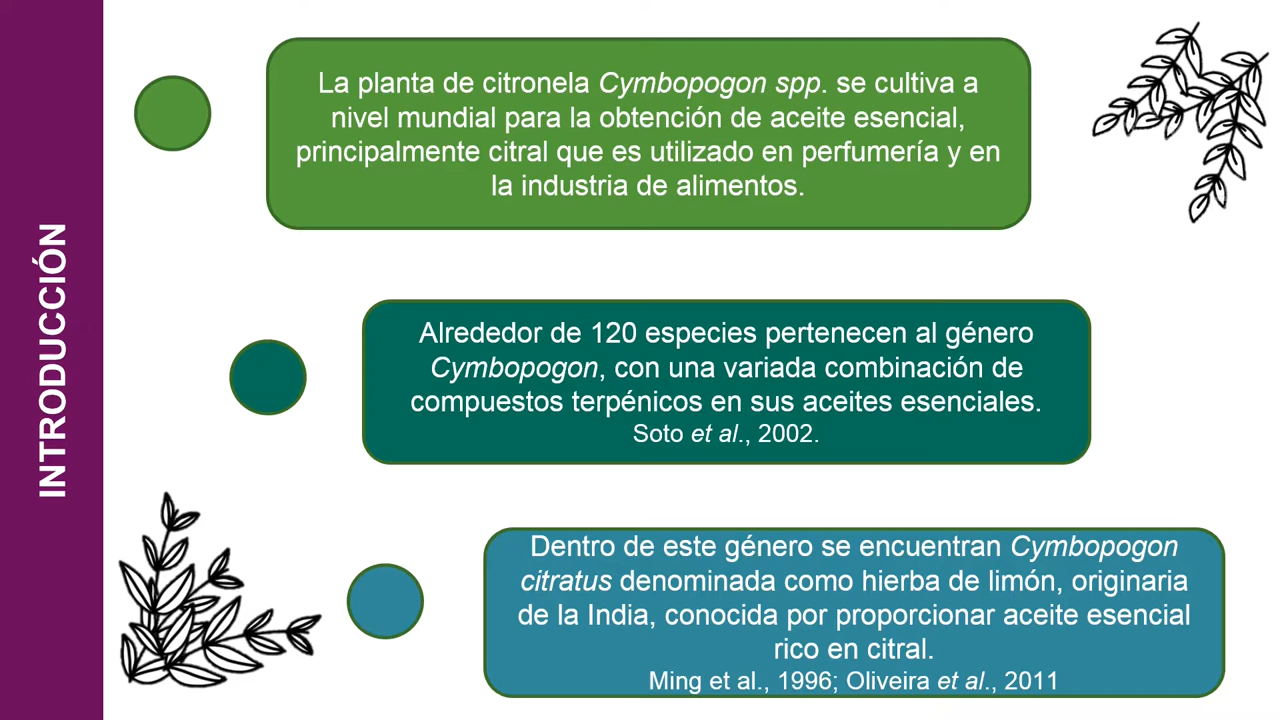 INTRODUCCIÓN
La planta de citronela Cymbopogon spp. se cultiva a
nivel mundial para la obtención de aceite esencial,
principalmente citral que es utilizado en perfumería y en
la industria de alimentos.
Alrededor de 120 especies pertenecen al género
Cymbopogon, con una variada combinación de
compuestos terpénicos en sus aceites esenciales.
Soto et al., 2002.
Dentro de este género se encuentran Cymbopogon
citratus denominada como hierba de limón, originaria
de la India, conocida por proporcionar aceite esencial
rico en citral.
Ming et al., 1996; Oliveira et al., 2011